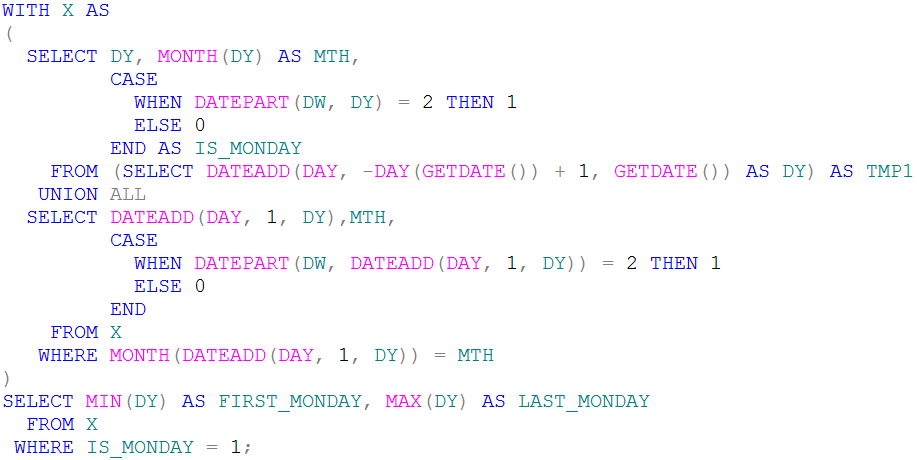 WITH X AS
(
  SELECT DY, MONTH(DY) AS MTH,
         CASE
           WHEN DATEPART(DW, DY) = 2 THEN 1
           ELSE 0
         END AS IS_MONDAY
    FROM (SELECT DATEADD(DAY, -DAY(GETDATE()) + 1, GETDATE()) AS DY) AS TMP1
   UNION ALL
  SELECT DATEADD(DAY, 1, DY),MTH,
         CASE
           WHEN DATEPART(DW, DATEADD(DAY, 1, DY)) = 2 THEN 1
           ELSE 0
         END
    FROM X
   WHERE MONTH(DATEADD(DAY, 1, DY)) = MTH
)
SELECT MIN(DY) AS FIRST_MONDAY, MAX(DY) AS LAST_MONDAY
  FROM X
 WHERE IS_MONDAY = 1;